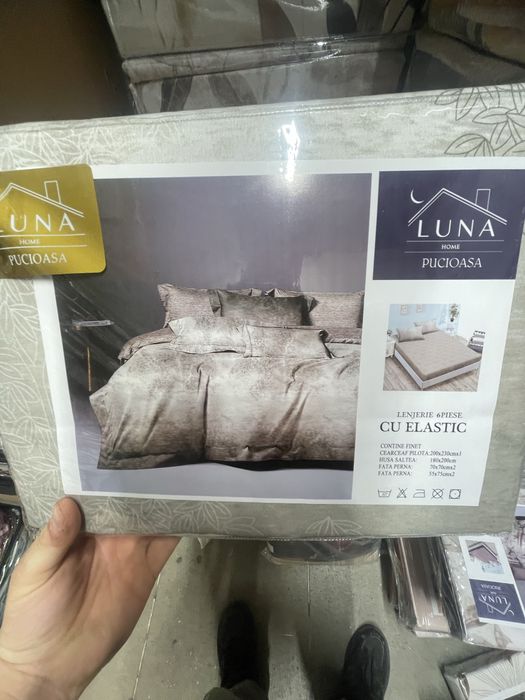 LUNA
HOME
PUCIOASA
LUNA
HOME
PUCIOASA
LENJERIE 6PIESE
CU ELASTIC
CONTINE FINET
CEARCEAF PILOTA:200x230cmx1
HUSA SALTEA: 180x200cm
FATA PERNA: 70x70cmx2
FATA PERNA: 55x75cmx2
LUNA
LUNA